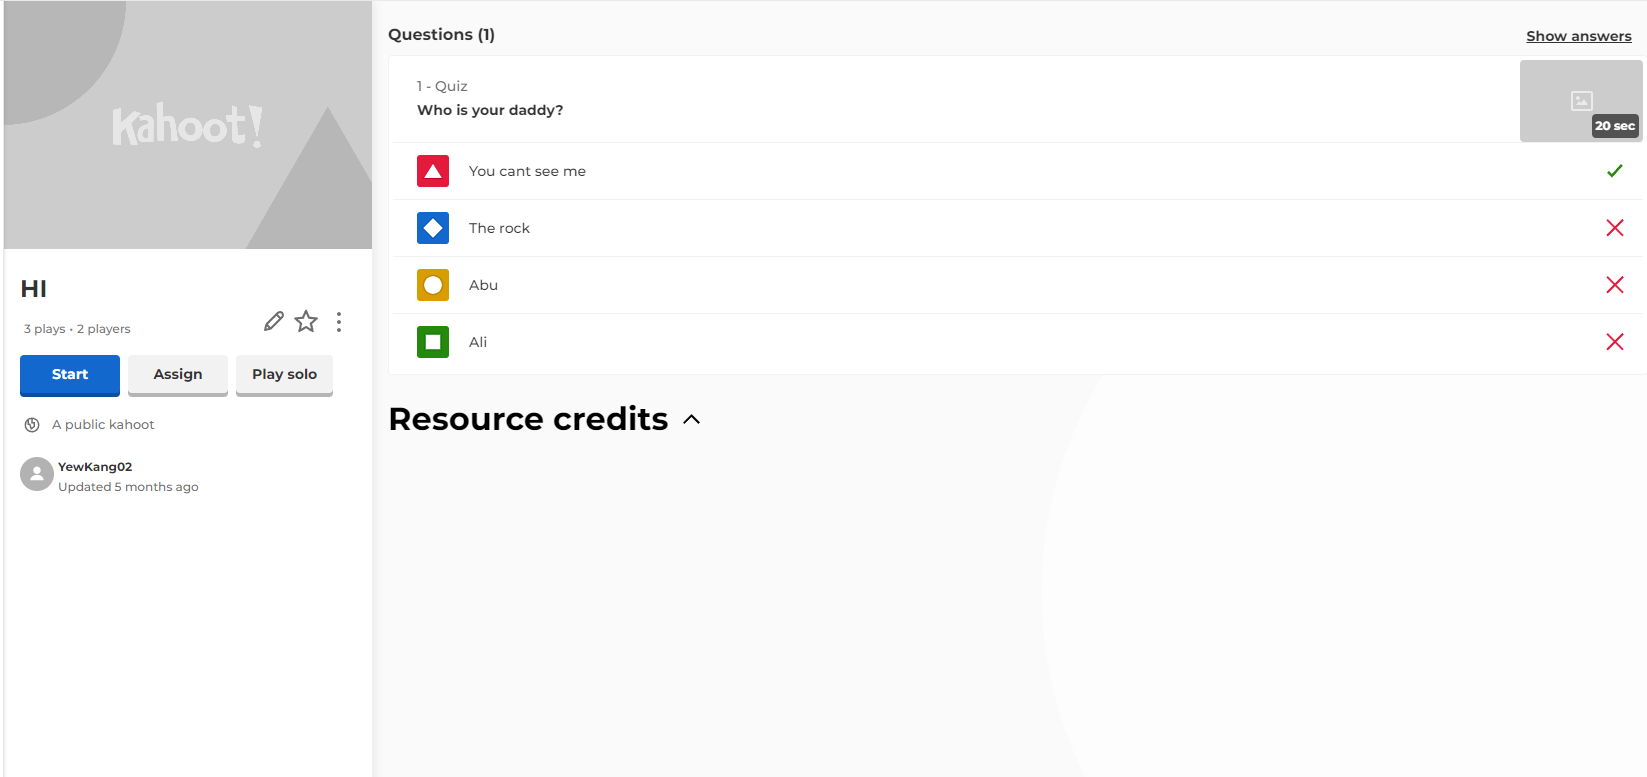 Kahoot!
HI
3 plays • 2 players
Start
Assign
Play solo
A public kahoot
YewKang02
Updated 5 months ago
Questions (1)
Show answers
1 - Quiz
Who is your daddy?
20 sec
You cant see me
The rock
Abu
Ali
Resource credits